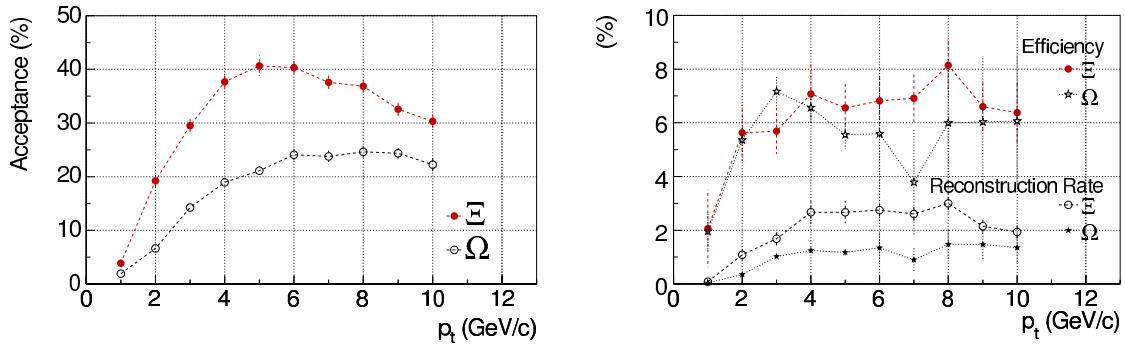 Acceptance (%)
50
40
30
20
10
0
Ξ
Ω
0 2 4 6 8 10 12
p_t (GeV/c)
(%)
10
8
6
4
2
0
Efficiency
Ξ
Ω
Reconstruction Rate
Ξ
Ω
0 2 4 6 8 10 12
p_t (GeV/c)